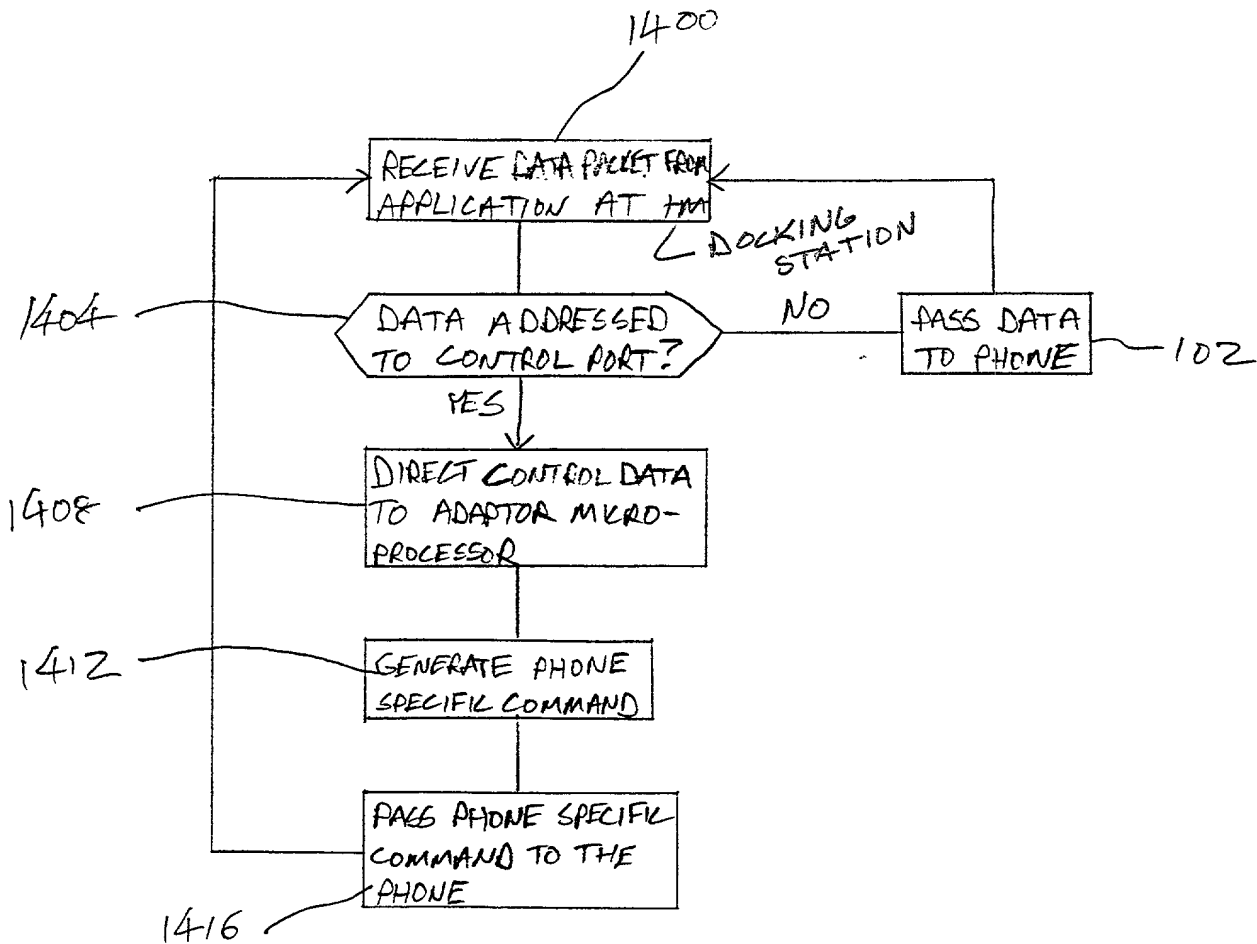 1400
RECEIVE DATA PACKET FROM
APPLICATION AT HM
DOCKING
STATION
1404
DATA ADDRESSED
TO CONTROL PORT?
NO
PASS DATA
TO PHONE
102
YES
1408
DIRECT CONTROL DATA
TO ADAPTOR MICRO-
PROCESSOR
1412
GENERATE PHONE
SPECIFIC COMMAND
PASS PHONE SPECIFIC
COMMAND TO THE
PHONE
1416